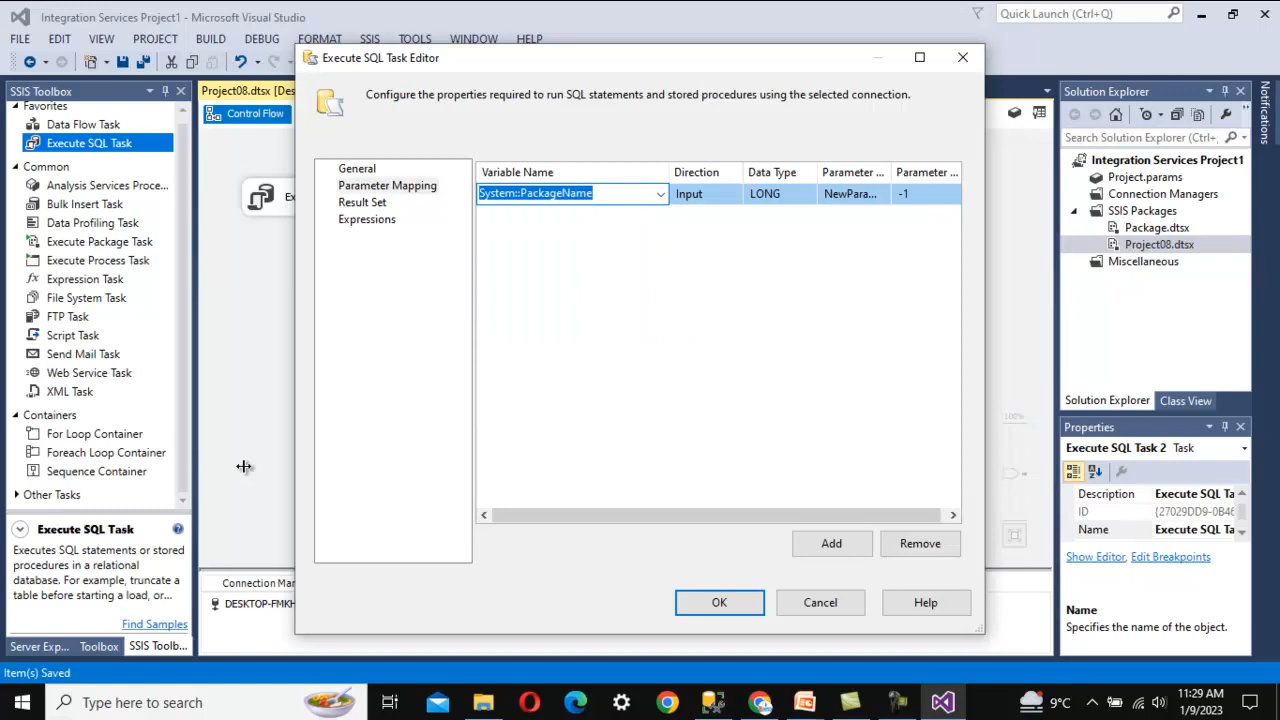 Integration Services Project1 - Microsoft Visual Studio
Quick Launch (Ctrl+Q)
FILE EDIT VIEW PROJECT BUILD DEBUG FORMAT SSIS TOOLS WINDOW HELP
SSIS Toolbox
Favorites
Data Flow Task
Execute SQL Task
Common
Analysis Services Proce...
Bulk Insert Task
Data Profiling Task
Execute Package Task
Execute Process Task
Expression Task
File System Task
FTP Task
Script Task
Send Mail Task
Web Service Task
XML Task
Containers
For Loop Container
Foreach Loop Container
Sequence Container
Other Tasks
Execute SQL Task
Executes SQL statements or stored
procedures in a relational
database. For example, truncate a
table before starting a load, or...
Find Samples
Server Exp... Toolbox SSIS Toolb...
Project08.dtsx [Des
Control Flow
Ex
Connection Mar
DESKTOP-FMKH
100%
Execute SQL Task Editor
Configure the properties required to run SQL statements and stored procedures using the selected connection.
General
Parameter Mapping
Result Set
Expressions
Variable Name Direction Data Type Parameter ... Parameter ...
System::PackageName Input LONG NewPara... -1
Add Remove
OK Cancel Help
Solution Explorer
Search Solution Explorer (Ctrl+;
Integration Services Project1
Project.params
Connection Managers
SSIS Packages
Package.dtsx
Project08.dtsx
Miscellaneous
Solution Explorer Class View
Notifications
Properties
Execute SQL Task 2 Task
Description Execute SQL Ta
ID {27029DD9-0B46
Name Execute SQL Ta
Show Editor, Edit Breakpoints
Name
Specifies the name of the object.
Item(s) Saved
Type here to search
9°C
11:29 AM
1/9/2023